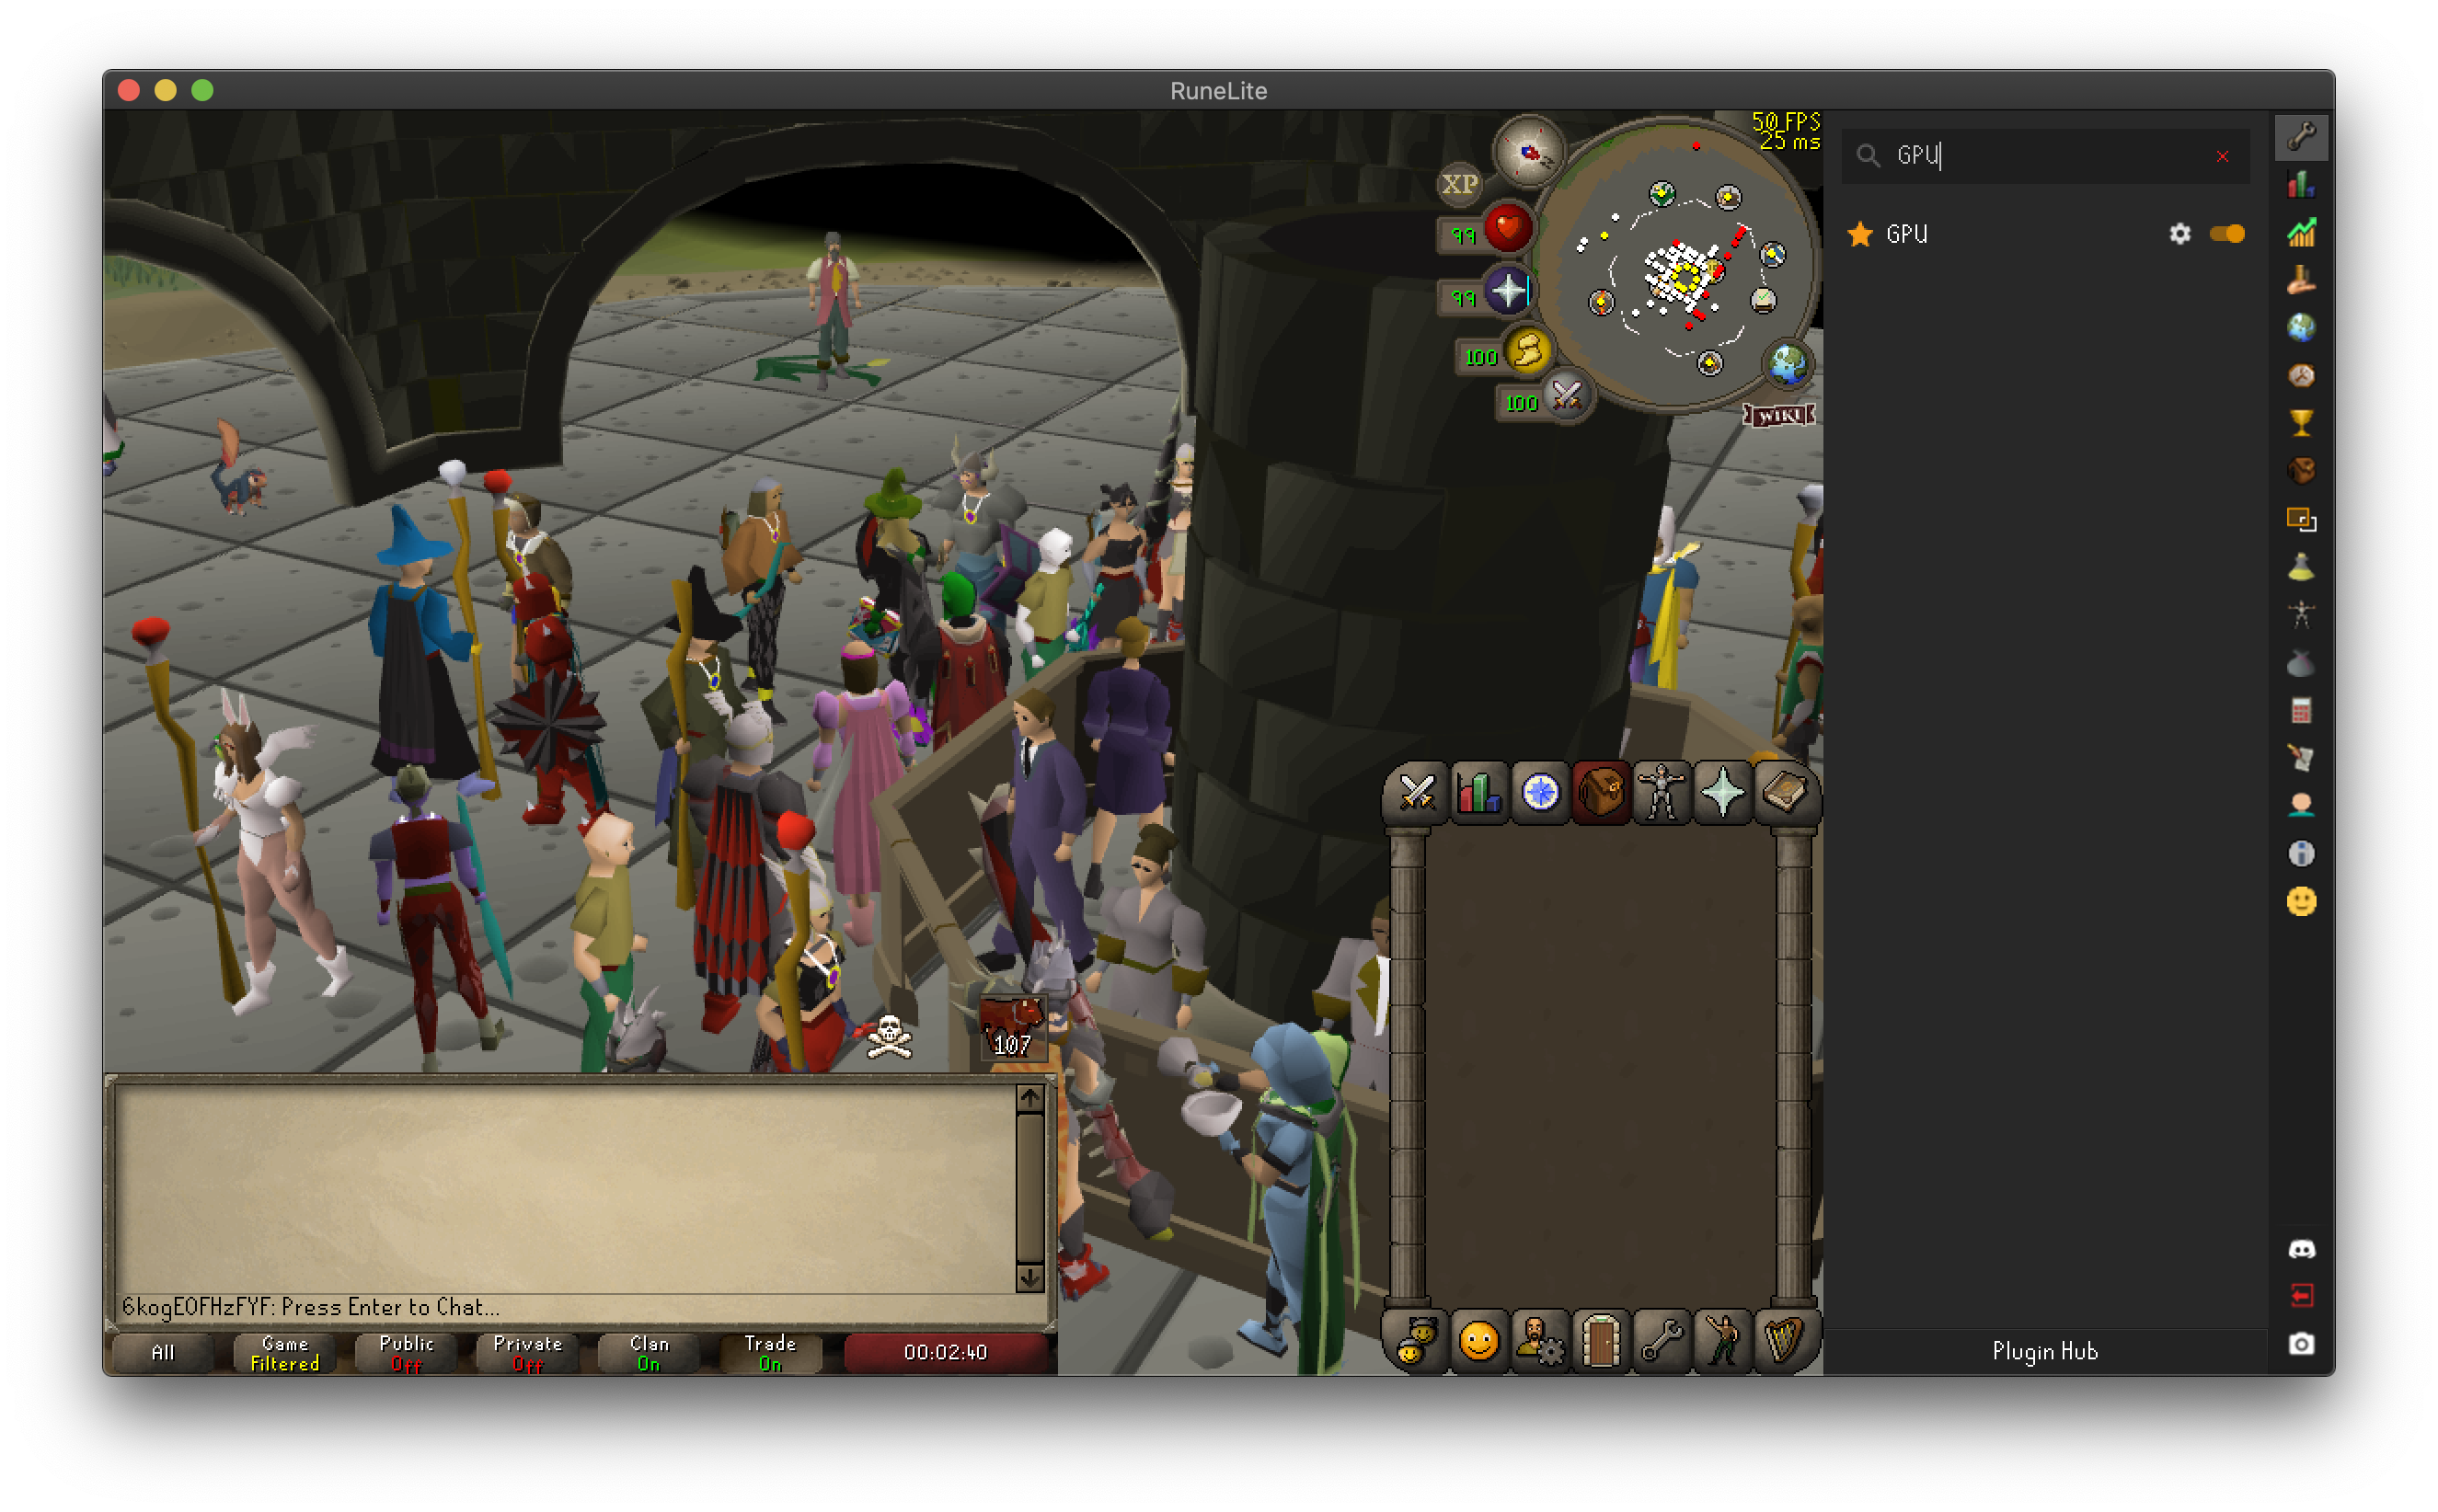 RuneLite
50 FPS
25 ms
XP
99
99
100
100
WIKI
GPU
GPU
107
6kogEOFHzFYF: Press Enter to Chat...
All
Game
Filtered
Public
Off
Private
Off
Clan
On
Trade
On
00:02:40
Plugin Hub